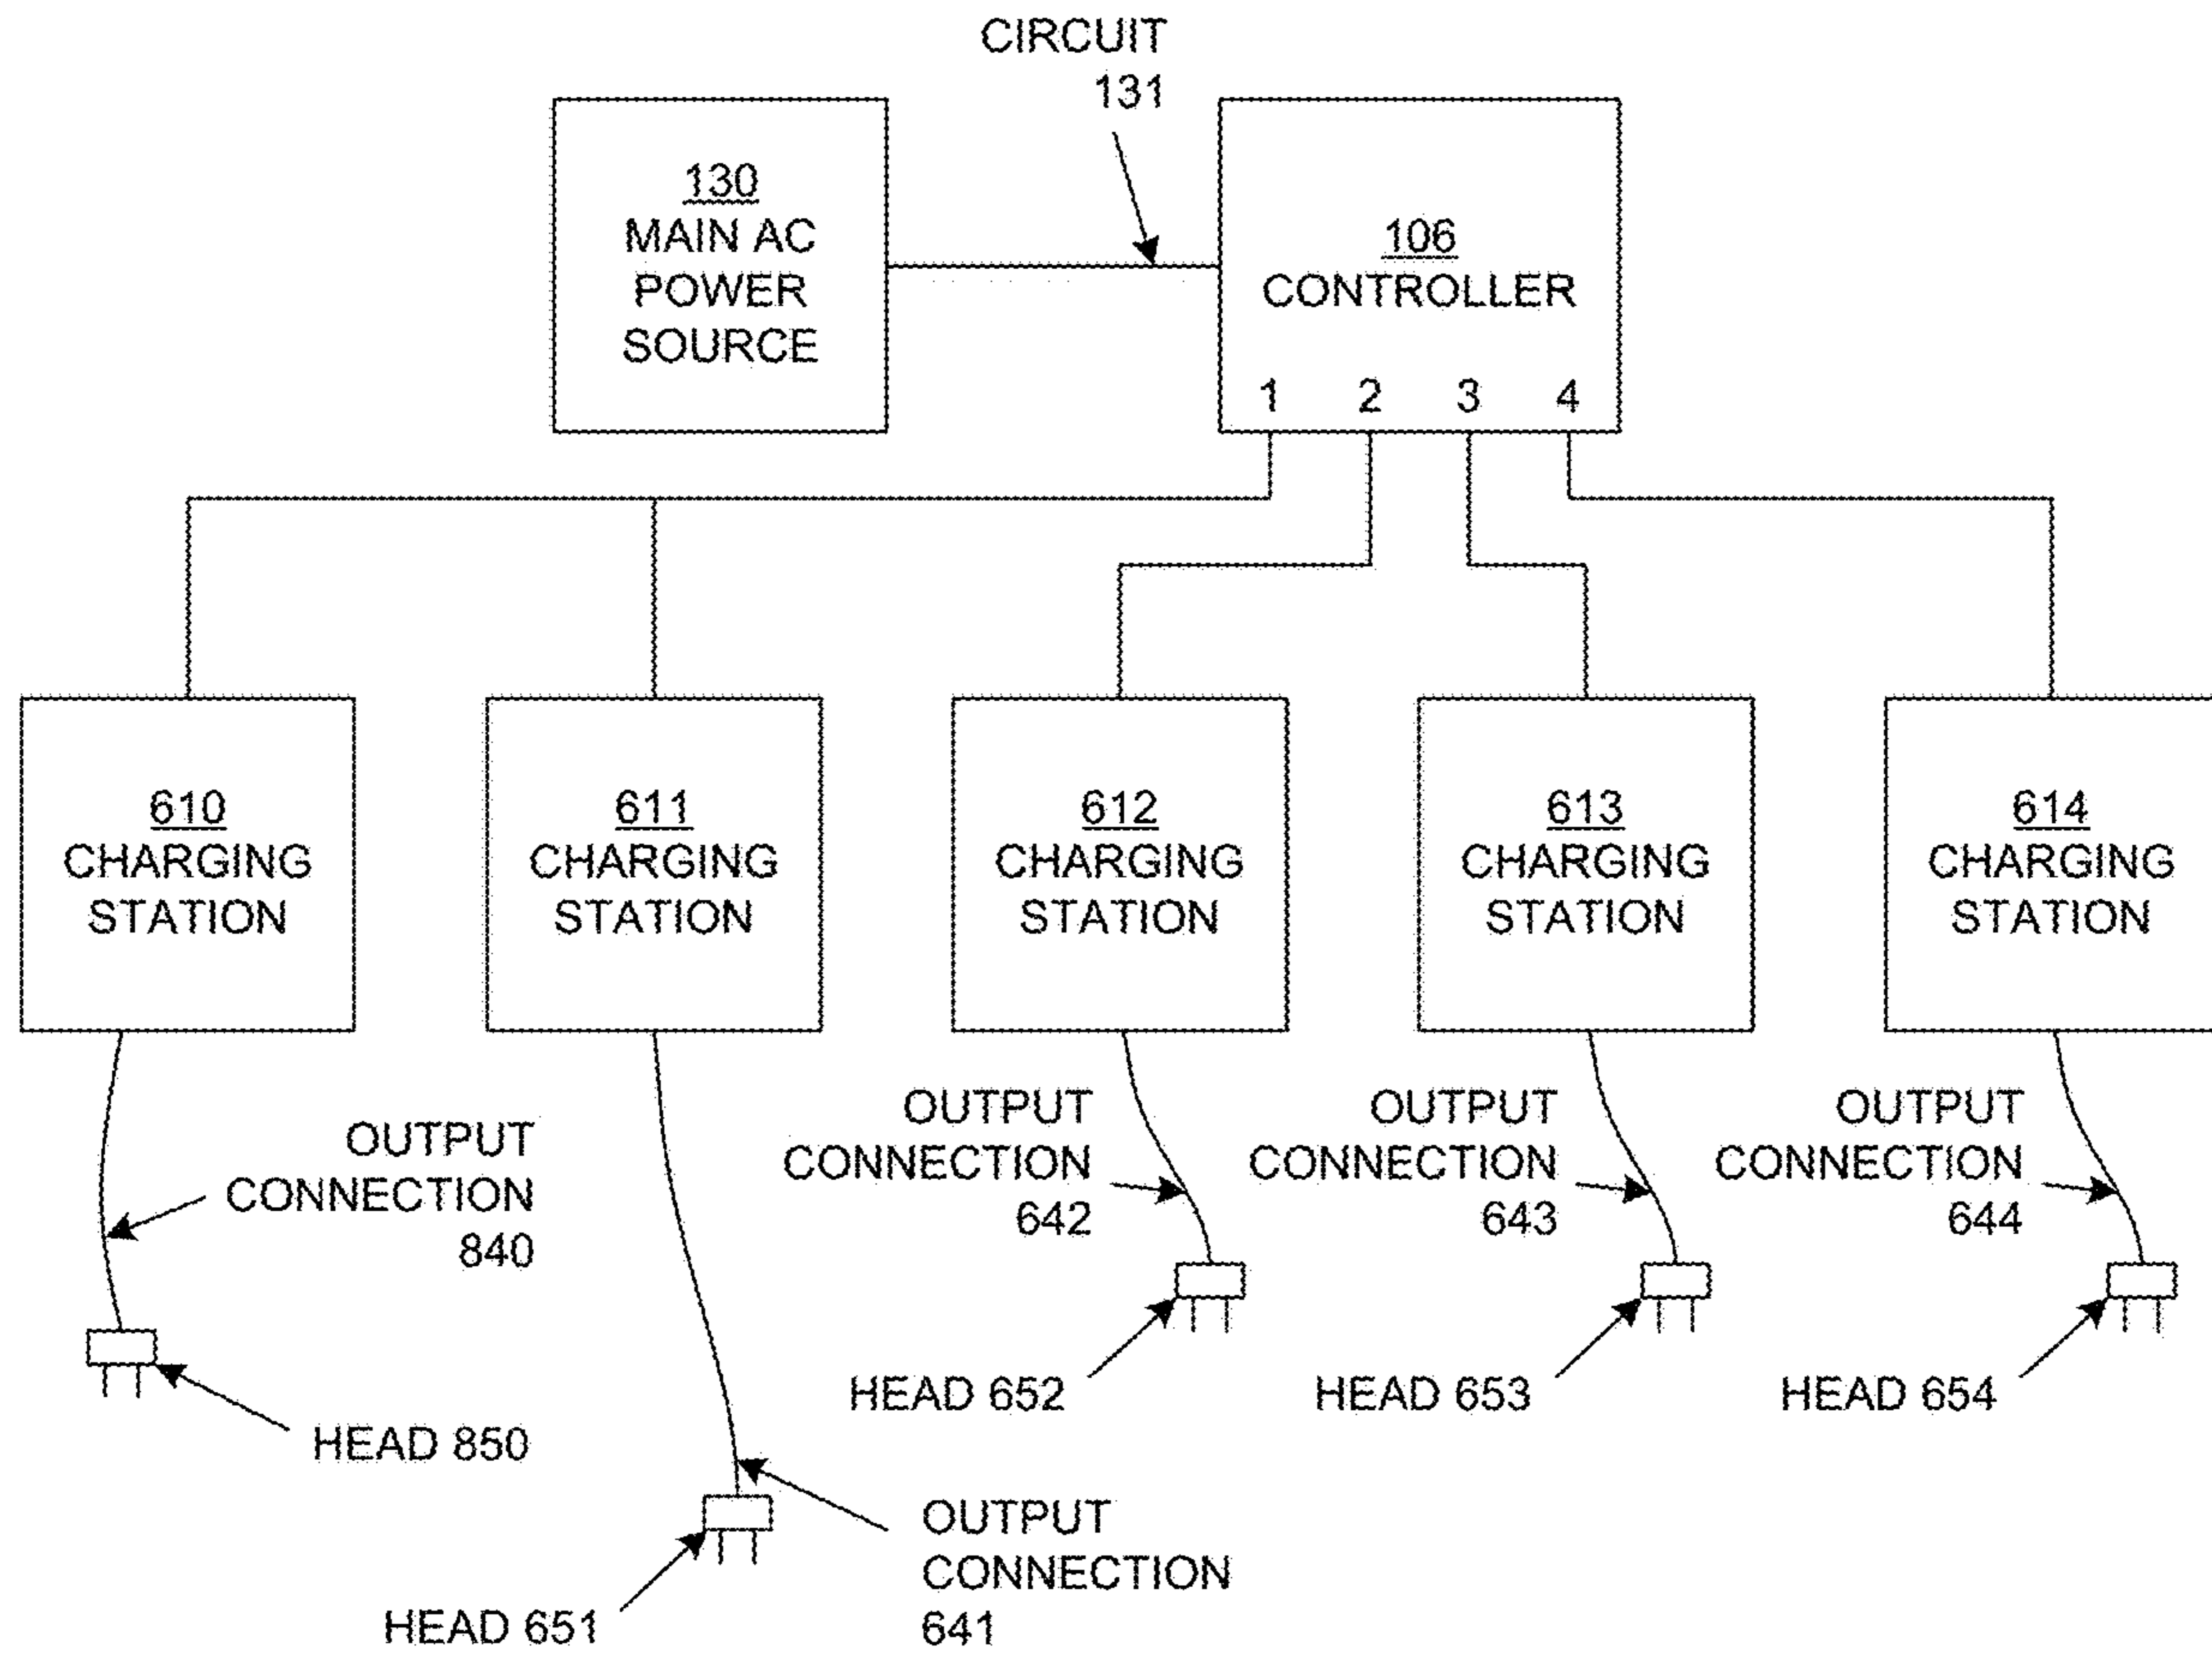 CIRCUIT
131
130
MAIN AC
POWER
SOURCE
106
CONTROLLER
1 2 3 4
610
CHARGING
STATION
611
CHARGING
STATION
612
CHARGING
STATION
613
CHARGING
STATION
614
CHARGING
STATION
OUTPUT
CONNECTION
840
OUTPUT
CONNECTION
642
OUTPUT
CONNECTION
643
OUTPUT
CONNECTION
644
HEAD 850
HEAD 652
HEAD 653
HEAD 654
OUTPUT
CONNECTION
641
HEAD 651